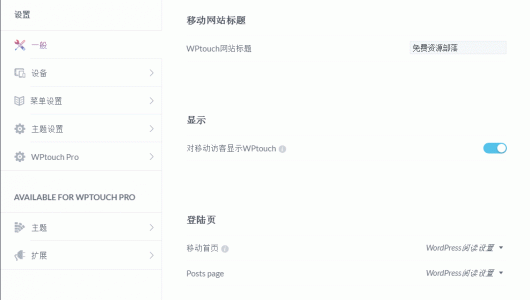 设置
一般
设备
菜单设置
主题设置
WPtouch Pro
AVAILABLE FOR WPTOUCH PRO
主题
扩展
移动网站标题
WPtouch网站标题
免费资源部落
显示
对移动访客显示WPtouch
登陆页
移动首页
WordPress阅读设置
Posts page
WordPress阅读设置